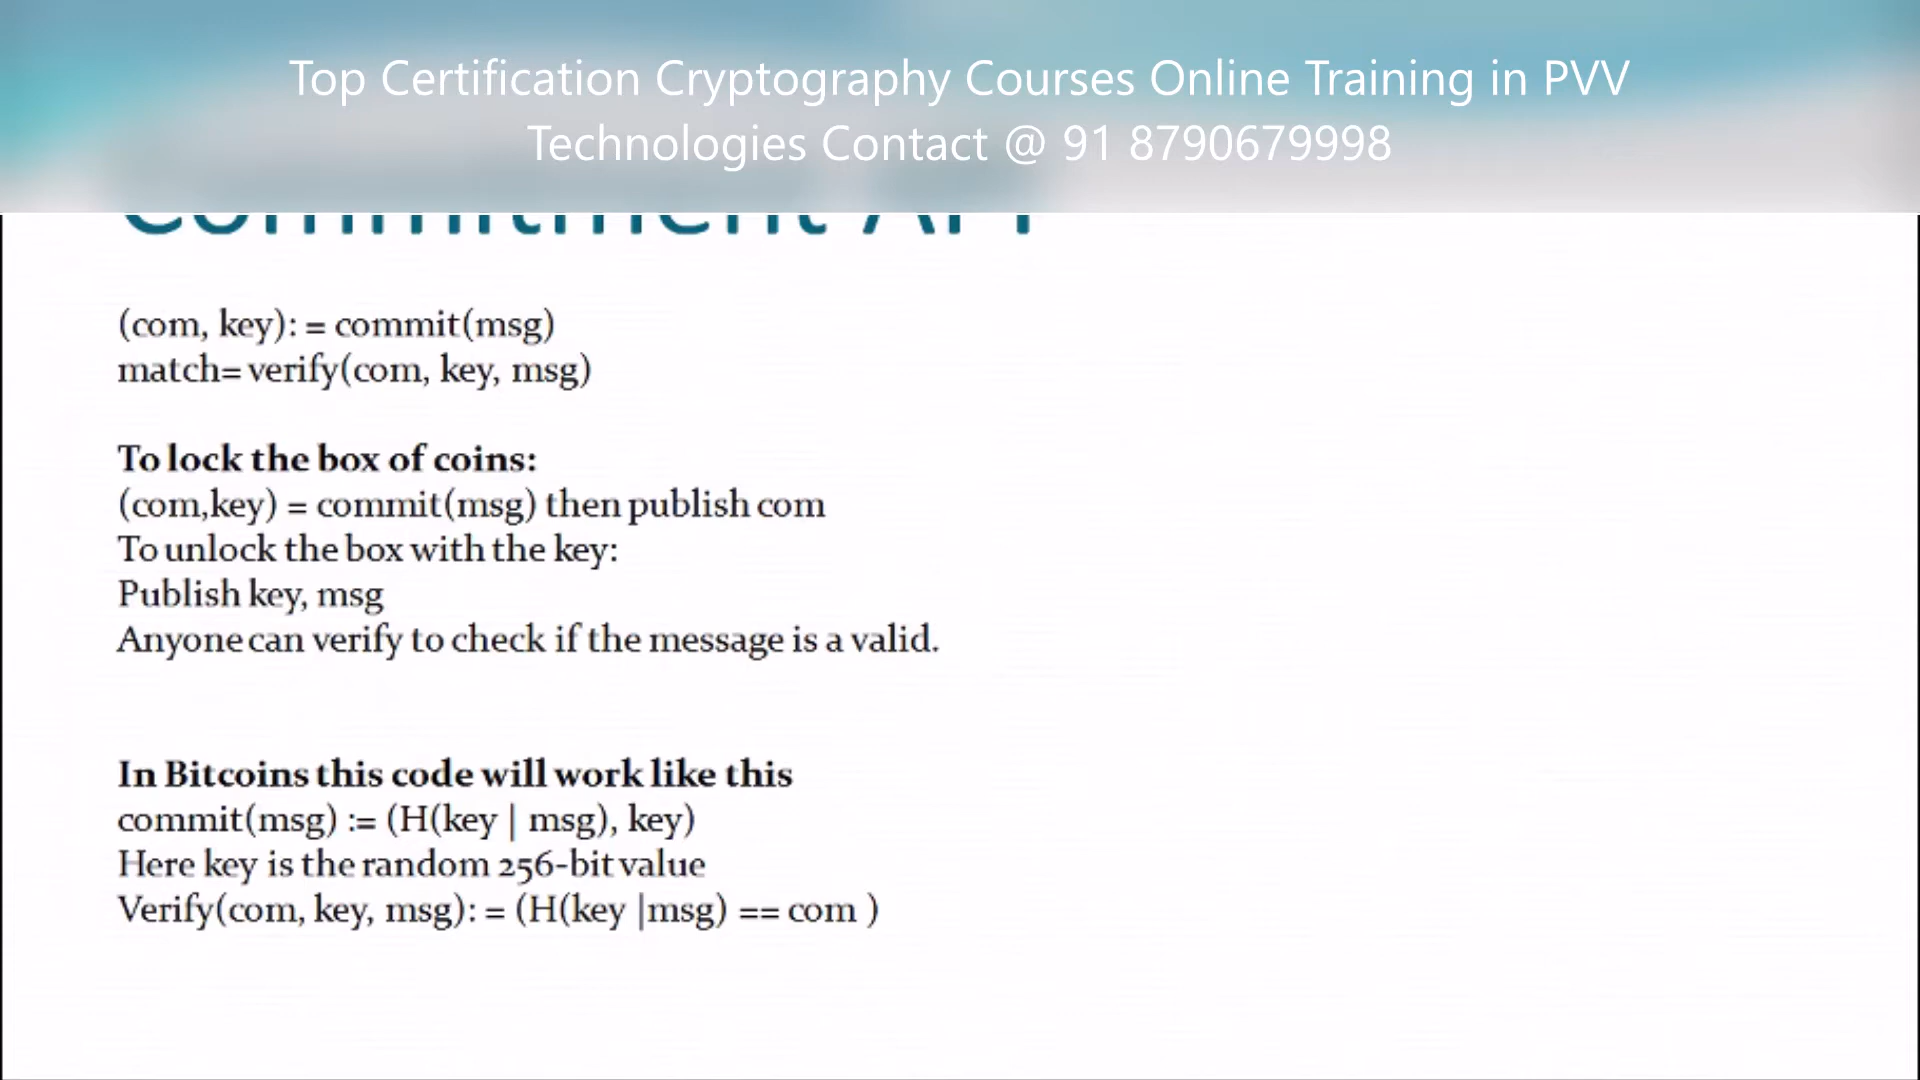 Top Certification Cryptography Courses Online Training in PVV
Technologies Contact @ 91 8790679998
Commitment API
(com, key): = commit(msg)
match= verify(com, key, msg)
To lock the box of coins:
(com,key) = commit(msg) then publish com
To unlock the box with the key:
Publish key, msg
Anyone can verify to check if the message is a valid.
In Bitcoins this code will work like this
commit(msg) := (H(key | msg), key)
Here key is the random 256-bit value
Verify(com, key, msg): = (H(key |msg) == com )